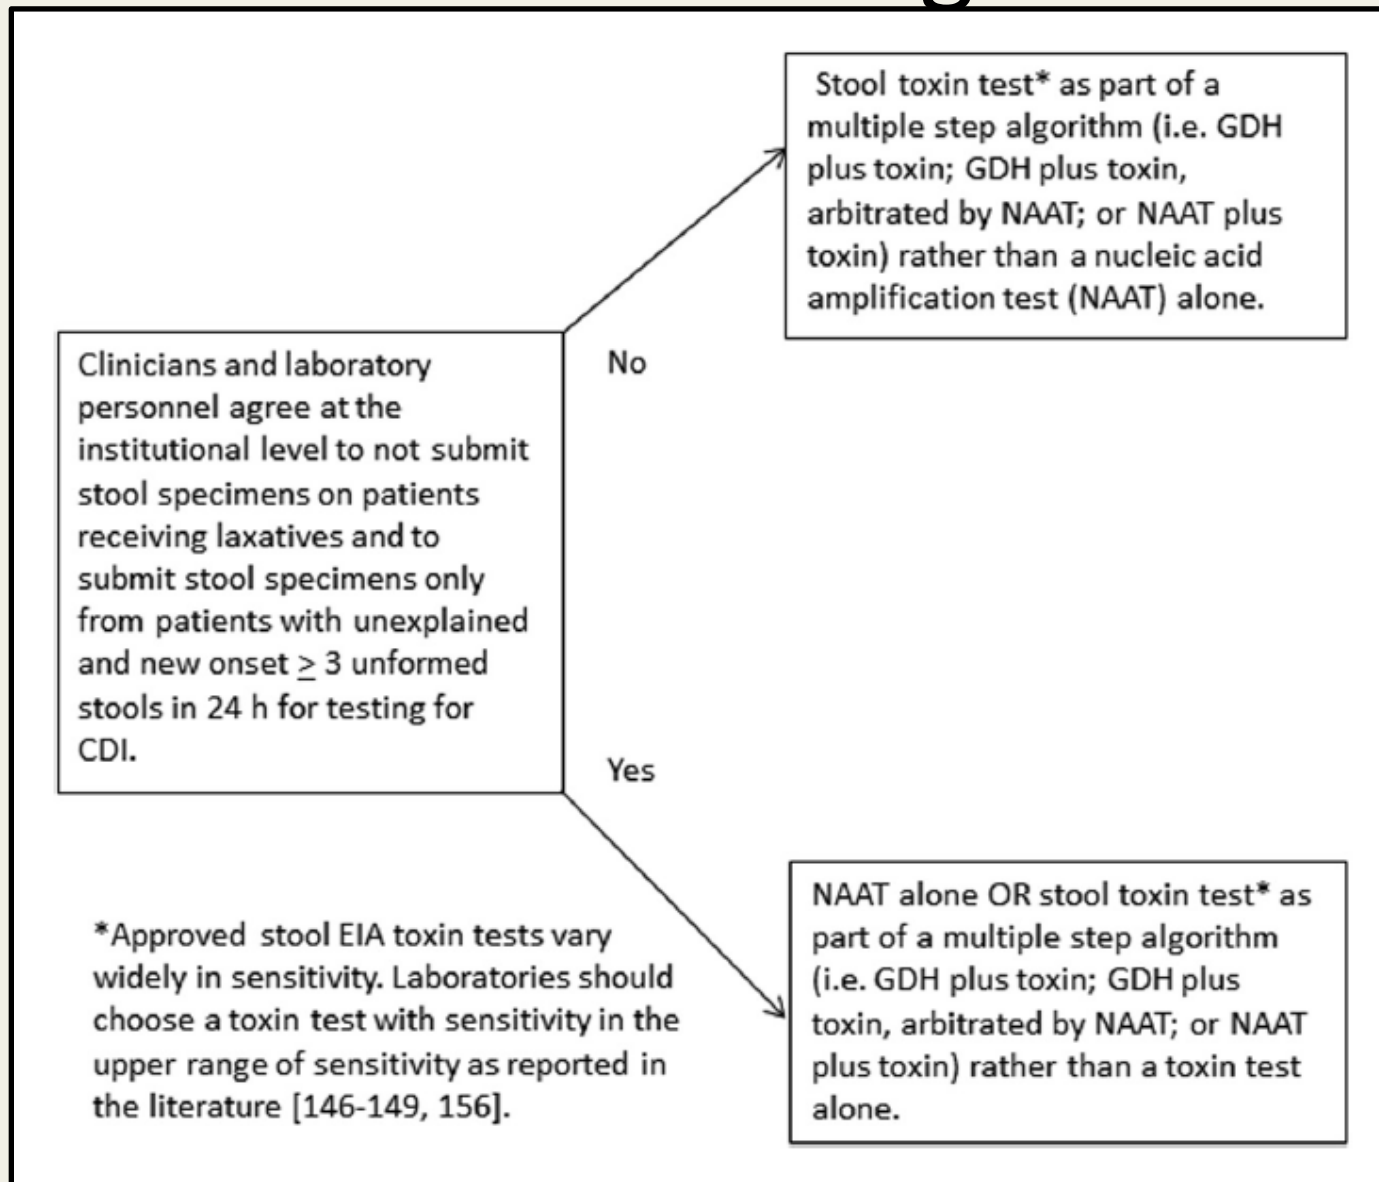 Stool toxin test* as part of a
multiple step algorithm (i.e. GDH
plus toxin; GDH plus toxin,
arbitrated by NAAT; or NAAT plus
toxin) rather than a nucleic acid
amplification test (NAAT) alone.
No
Clinicians and laboratory
personnel agree at the
institutional level to not submit
stool specimens on patients
receiving laxatives and to
submit stool specimens only
from patients with unexplained
and new onset ≥ 3 unformed
stools in 24 h for testing for
CDI.
Yes
NAAT alone OR stool toxin test* as
part of a multiple step algorithm
(i.e. GDH plus toxin; GDH plus
toxin, arbitrated by NAAT; or NAAT
plus toxin) rather than a toxin test
alone.
*Approved stool EIA toxin tests vary
widely in sensitivity. Laboratories should
choose a toxin test with sensitivity in the
upper range of sensitivity as reported in
the literature [146-149, 156].